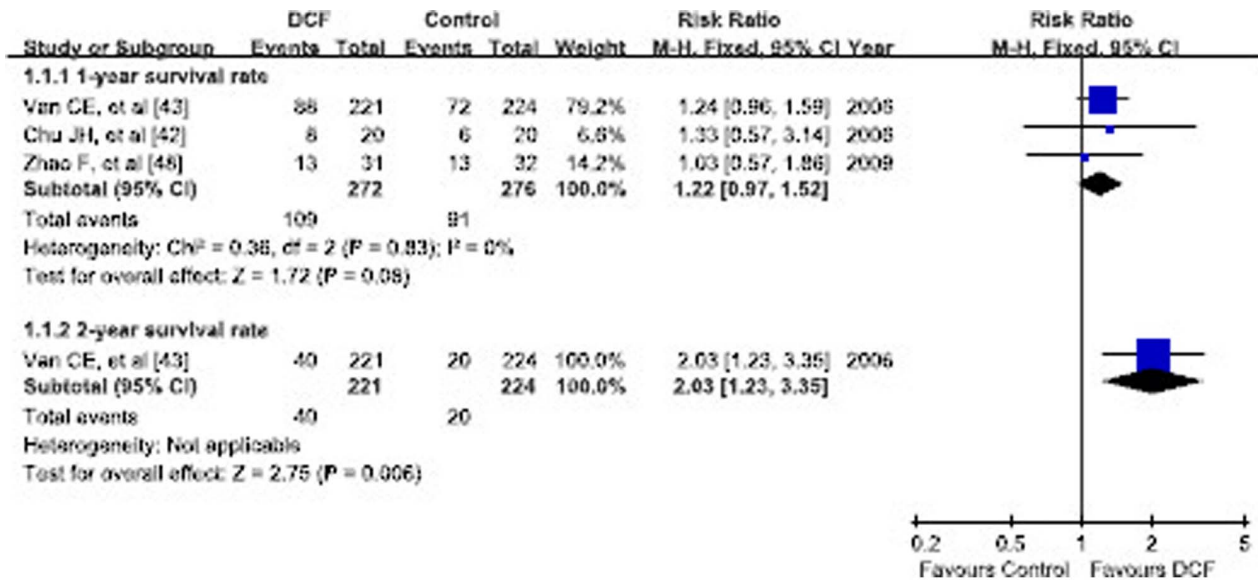 DCF Control Risk Ratio Risk Ratio
Study or Subgroup Events Total Events Total Weight M-H, Fixed, 95% CI Year M-H, Fixed, 95% CI
1.1.1 1-year survival rate
Van CE, et al [43] 88 221 72 224 79.2% 1.24 [0.96, 1.59] 2006
Chu JH, et al [42] 8 20 6 20 6.6% 1.33 [0.57, 3.14] 2006
Zhao F, et al [48] 13 31 13 32 14.2% 1.03 [0.57, 1.86] 2009
Subtotal (95% CI) 272 276 100.0% 1.22 [0.97, 1.52]
Total events 109 91
Heterogeneity: Chi² = 0.36, df = 2 (P = 0.83); I² = 0%
Test for overall effect: Z = 1.72 (P = 0.08)
1.1.2 2-year survival rate
Van CE, et al [43] 40 221 20 224 100.0% 2.03 [1.23, 3.35] 2006
Subtotal (95% CI) 221 224 100.0% 2.03 [1.23, 3.35]
Total events 40 20
Heterogeneity: Not applicable
Test for overall effect: Z = 2.75 (P = 0.006)
0.2 0.5 1 2 5
Favours Control Favours DCF